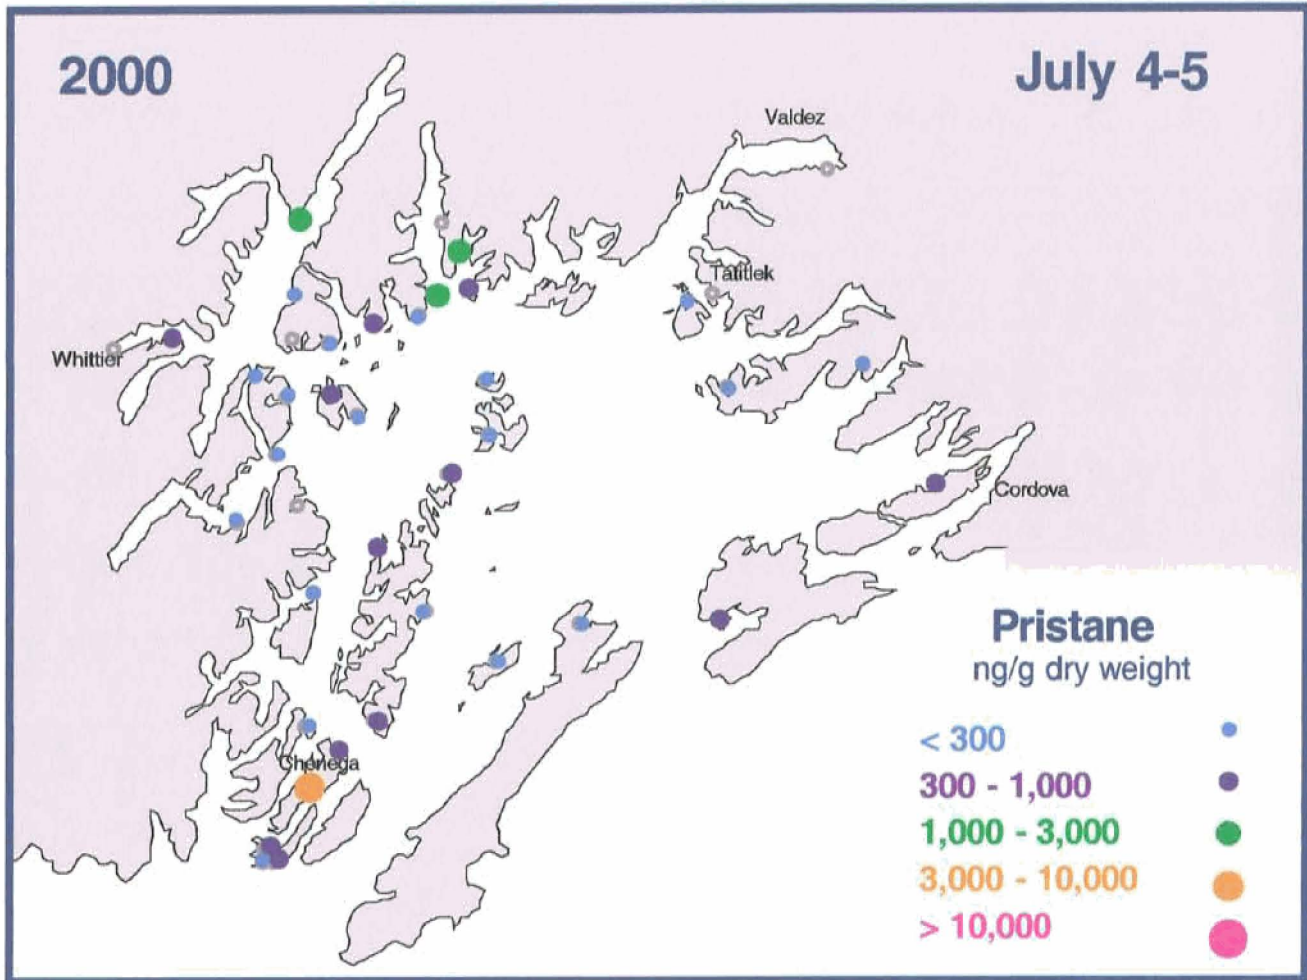 2000
July 4-5
Valdez
Tatitlek
Whittier
Cordova
Chenega
Pristane
ng/g dry weight
< 300
300 - 1,000
1,000 - 3,000
3,000 - 10,000
> 10,000